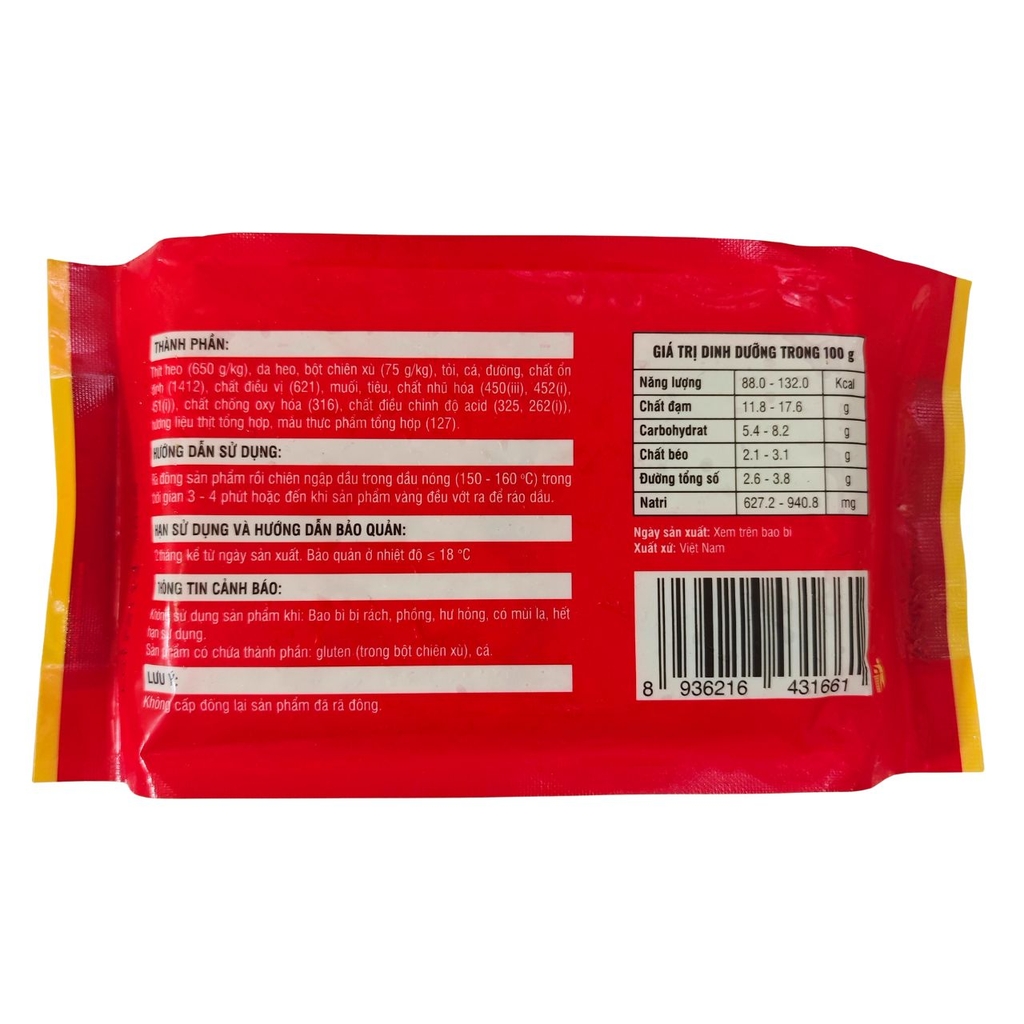 THÀNH PHẦN:
Thịt heo (650 g/kg), da heo, bột chiên xù (75 g/kg), tỏi, cá, đường, chất ổn
định (1412), chất điều vị (621), muối, tiêu, chất nhũ hóa (450(iii), 452(i),
451(i)), chất chống oxy hóa (316), chất điều chỉnh độ acid (325, 262(i)),
hương liệu thịt tổng hợp, màu thực phẩm tổng hợp (127).
HƯỚNG DẪN SỬ DỤNG:
Rã đông sản phẩm rồi chiên ngập dầu trong dầu nóng (150 - 160 °C) trong
thời gian 3 - 4 phút hoặc đến khi sản phẩm vàng đều vớt ra để ráo dầu.
HẠN SỬ DỤNG VÀ HƯỚNG DẪN BẢO QUẢN:
tháng kể từ ngày sản xuất. Bảo quản ở nhiệt độ ≤ 18 °C
THÔNG TIN CẢNH BÁO:
Không sử dụng sản phẩm khi: Bao bì bị rách, phồng, hư hỏng, có mùi lạ, hết
hạn sử dụng.
Sản phẩm có chứa thành phần: gluten (trong bột chiên xù), cá.
LƯU Ý:
Không cấp đông lại sản phẩm đã rã đông.
GIÁ TRỊ DINH DƯỠNG TRONG 100 g
Năng lượng 88.0 - 132.0 Kcal
Chất đạm 11.8 - 17.6 g
Carbohydrat 5.4 - 8.2 g
Chất béo 2.1 - 3.1 g
Đường tổng số 2.6 - 3.8 g
Natri 627.2 - 940.8 mg
Ngày sản xuất: Xem trên bao bì
Xuất xứ: Việt Nam
8 936216 431661